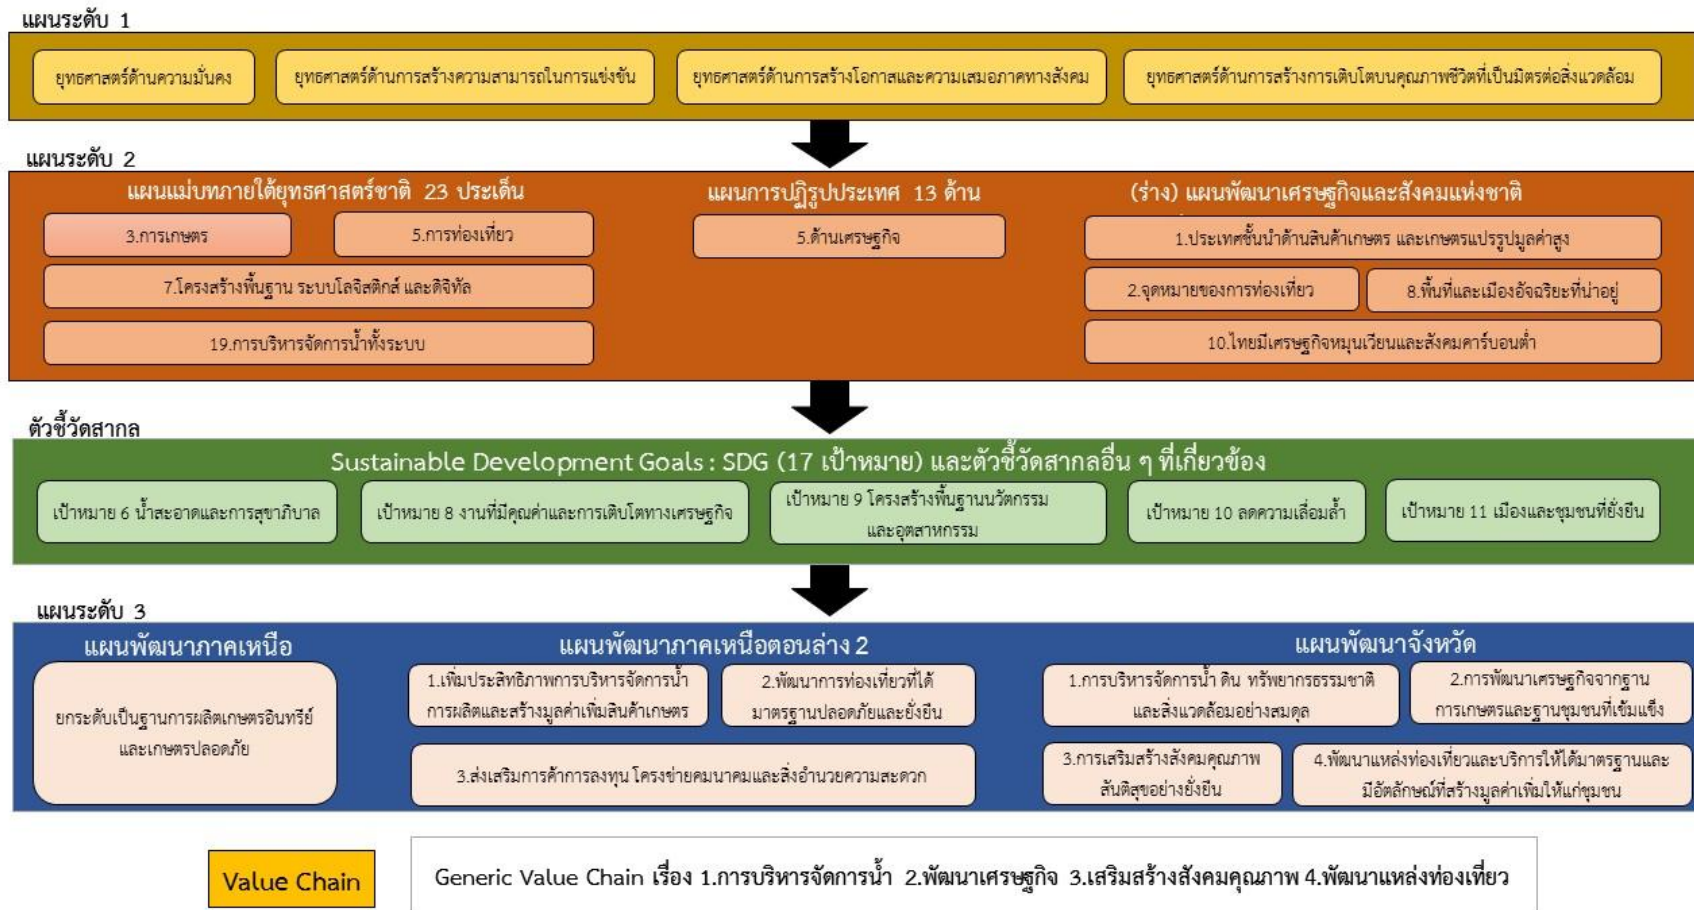 แผนระดับ 1
ยุทธศาสตร์ด้านความมั่นคง
ยุทธศาสตร์ด้านการสร้างความสามารถในการแข่งขัน
ยุทธศาสตร์ด้านการสร้างโอกาสและความเสมอภาคทางสังคม
ยุทธศาสตร์ด้านการสร้างการเติบโตบนคุณภาพชีวิตที่เป็นมิตรต่อสิ่งแวดล้อม
แผนระดับ 2
แผนแม่บทภายใต้ยุทธศาสตร์ชาติ 23 ประเด็น
3.การเกษตร
5.การท่องเที่ยว
7.โครงสร้างพื้นฐาน ระบบโลจิสติกส์ และดิจิทัล
19.การบริหารจัดการน้ำทั้งระบบ
แผนการปฏิรูปประเทศ 13 ด้าน
5.ด้านเศรษฐกิจ
(ร่าง) แผนพัฒนาเศรษฐกิจและสังคมแห่งชาติ
1.ประเทศชั้นนำด้านสินค้าเกษตร และเกษตรแปรรูปมูลค่าสูง
2.จุดหมายของการท่องเที่ยว
8.พื้นที่และเมืองอัจฉริยะที่น่าอยู่
10.ไทยมีเศรษฐกิจหมุนเวียนและสังคมคาร์บอนต่ำ
ตัวชี้วัดสากล
Sustainable Development Goals : SDG (17 เป้าหมาย) และตัวชี้วัดสากลอื่น ๆ ที่เกี่ยวข้อง
เป้าหมาย 6 น้ำสะอาดและการสุขาภิบาล
เป้าหมาย 8 งานที่มีคุณค่าและการเติบโตทางเศรษฐกิจ
เป้าหมาย 9 โครงสร้างพื้นฐานนวัตกรรม
และอุตสาหกรรม
เป้าหมาย 10 ลดความเลื่อมล้ำ
เป้าหมาย 11 เมืองและชุมชนที่ยั่งยืน
แผนระดับ 3
แผนพัฒนาภาคเหนือ
ยกระดับเป็นฐานการผลิตเกษตรอินทรีย์
และเกษตรปลอดภัย
แผนพัฒนาภาคเหนือตอนล่าง 2
1.เพิ่มประสิทธิภาพการบริหารจัดการน้ำ
การผลิตและสร้างมูลค่าเพิ่มสินค้าเกษตร
2.พัฒนาการท่องเที่ยวที่ได้
มาตรฐานปลอดภัยและยั่งยืน
3.ส่งเสริมการค้าการลงทุน โครงข่ายคมนาคมและสิ่งอำนวยความสะดวก
แผนพัฒนาจังหวัด
1.การบริหารจัดการน้ำ ดิน ทรัพยากรธรรมชาติ
และสิ่งแวดล้อมอย่างสมดุล
2.การพัฒนาเศรษฐกิจจากฐาน
การเกษตรและฐานชุมชนที่เข้มแข็ง
3.การเสริมสร้างสังคมคุณภาพ
สันติสุขอย่างยั่งยืน
4.พัฒนาแหล่งท่องเที่ยวและบริการให้ได้มาตรฐานและ
มีอัตลักษณ์ที่สร้างมูลค่าเพิ่มให้แก่ชุมชน
Value Chain
Generic Value Chain เรื่อง 1.การบริหารจัดการน้ำ 2.พัฒนาเศรษฐกิจ 3.เสริมสร้างสังคมคุณภาพ 4.พัฒนาแหล่งท่องเที่ยว